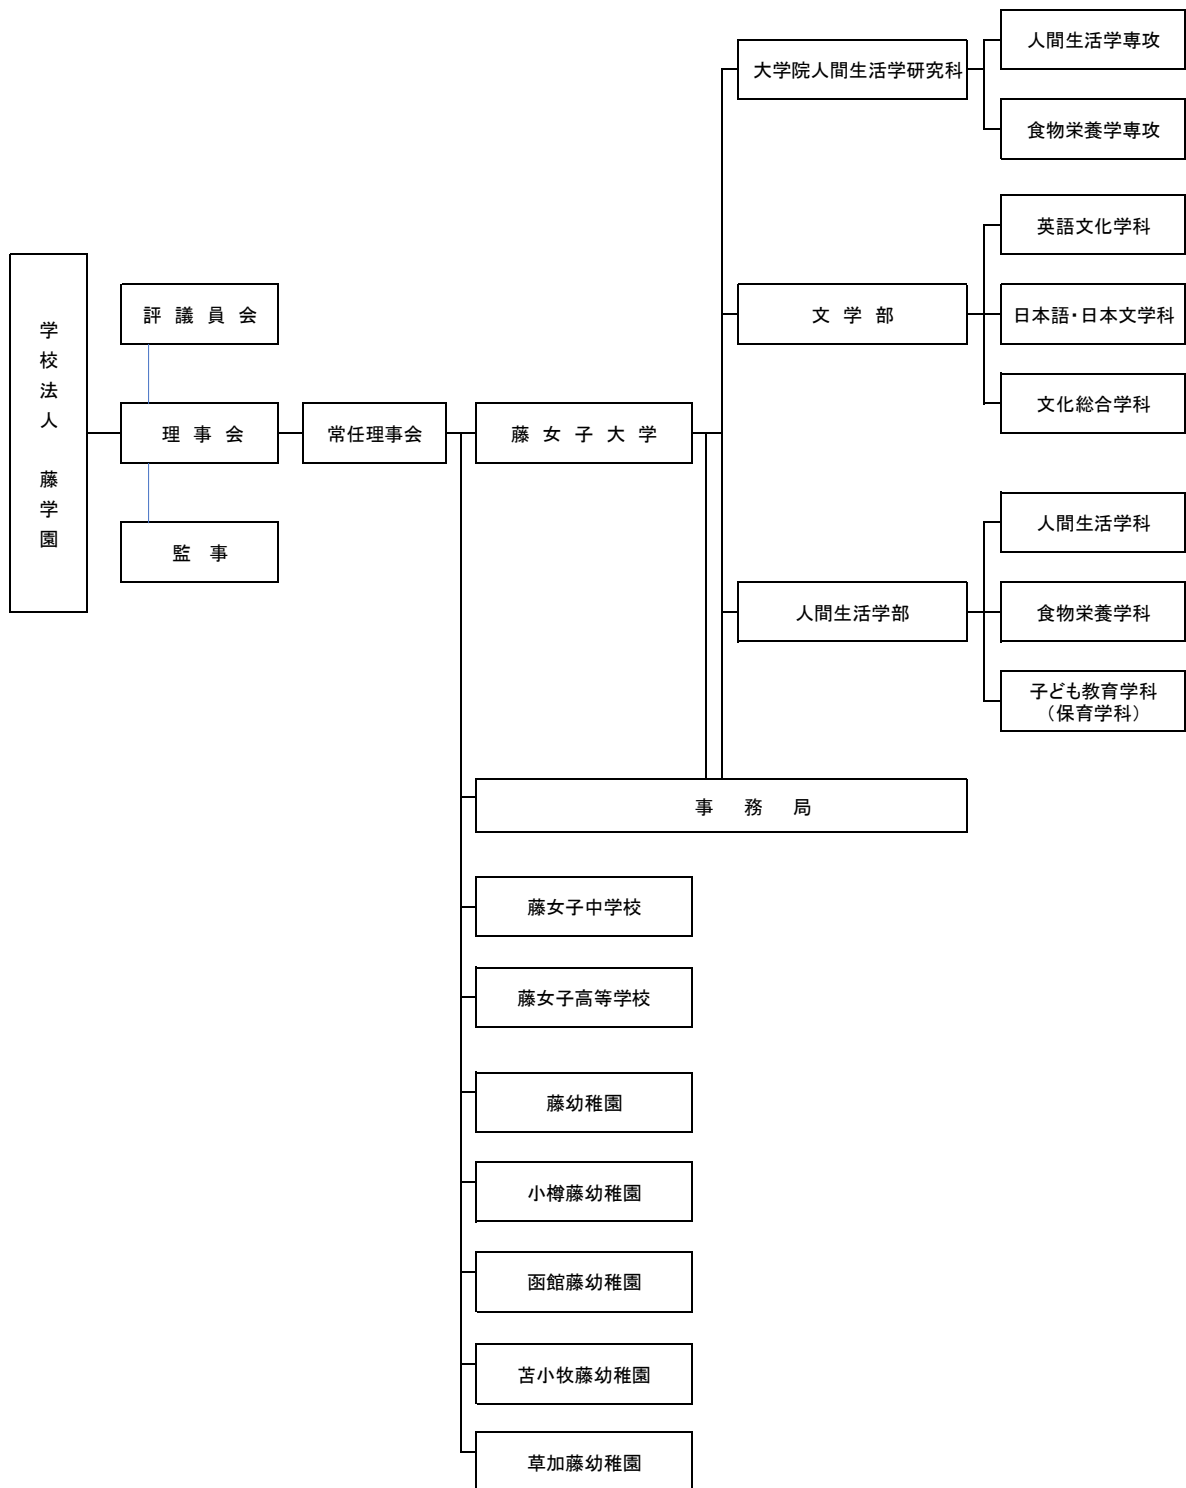 学校法人　藤学園
評　議　員　会
理　事　会
監　事
常任理事会
藤　女　子　大　学
大学院人間生活学研究科
人間生活学専攻
食物栄養学専攻
文　学　部
英語文化学科
日本語・日本文学科
文化総合学科
人間生活学部
人間生活学科
食物栄養学科
子ども教育学科
（保育学科）
事　務　局
藤女子中学校
藤女子高等学校
藤幼稚園
小樽藤幼稚園
函館藤幼稚園
苫小牧藤幼稚園
草加藤幼稚園